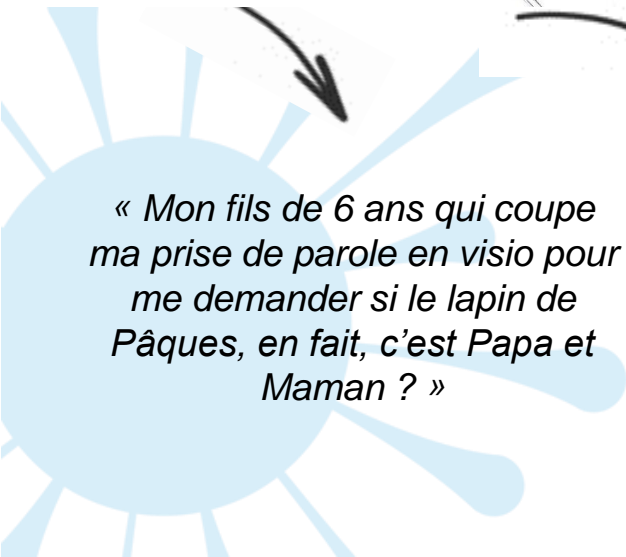 « Mon fils de 6 ans qui coupe
ma prise de parole en visio pour
me demander si le lapin de
Pâques, en fait, c’est Papa et
Maman ? »